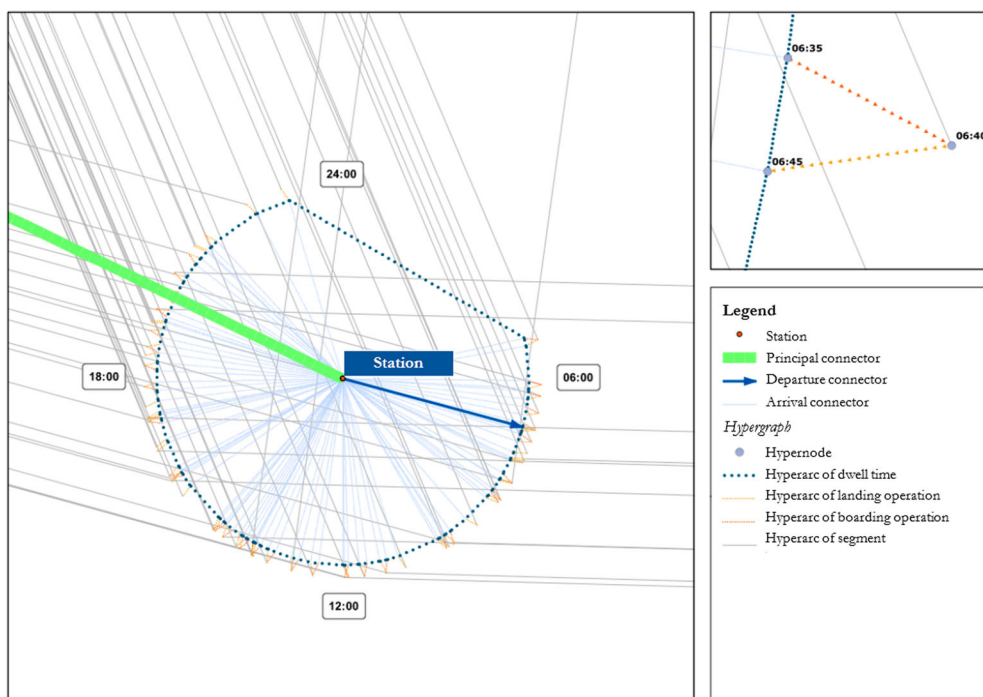 24:00
Station
18:00
06:00
12:00
06:35
06:40
06:45
Legend
Station
Principal connector
Departure connector
Arrival connector
Hypergraph
Hypernode
Hyperarc of dwell time
Hyperarc of landing operation
Hyperarc of boarding operation
Hyperarc of segment